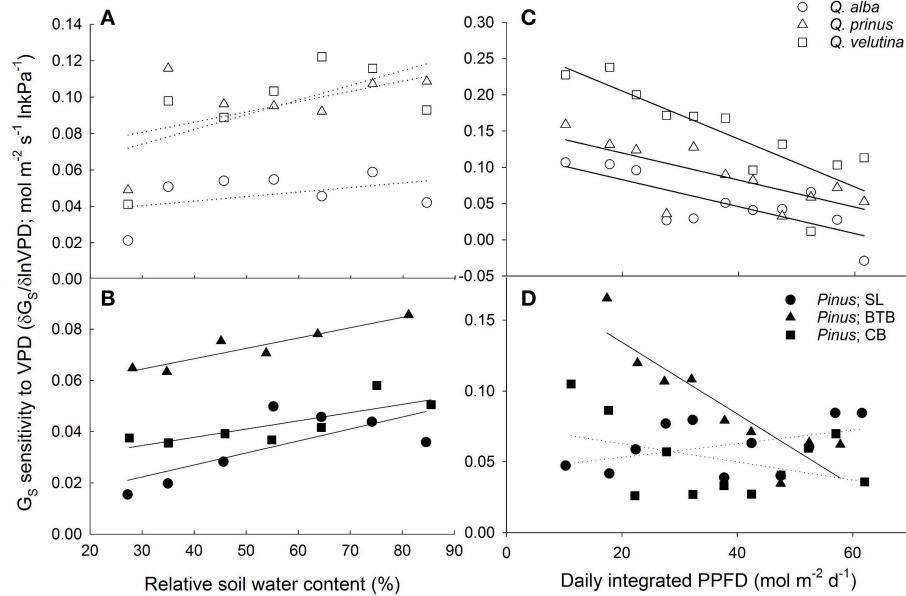 A
0.14
0.12
0.10
0.08
0.06
0.04
0.02
0.00
C
Q. alba
Q. prinus
Q. velutina
0.30
0.25
0.20
0.15
0.10
0.05
0.00
-0.05
G_S sensitivity to VPD (δG_S/δlnVPD; mol m⁻² s⁻¹ lnkPa⁻¹)
B
0.08
0.06
0.04
0.02
0.00
20 30 40 50 60 70 80 90
Relative soil water content (%)
D
Pinus; SL
Pinus; BTB
Pinus; CB
0.15
0.10
0.05
0.00
0 20 40 60
Daily integrated PPFD (mol m⁻² d⁻¹)